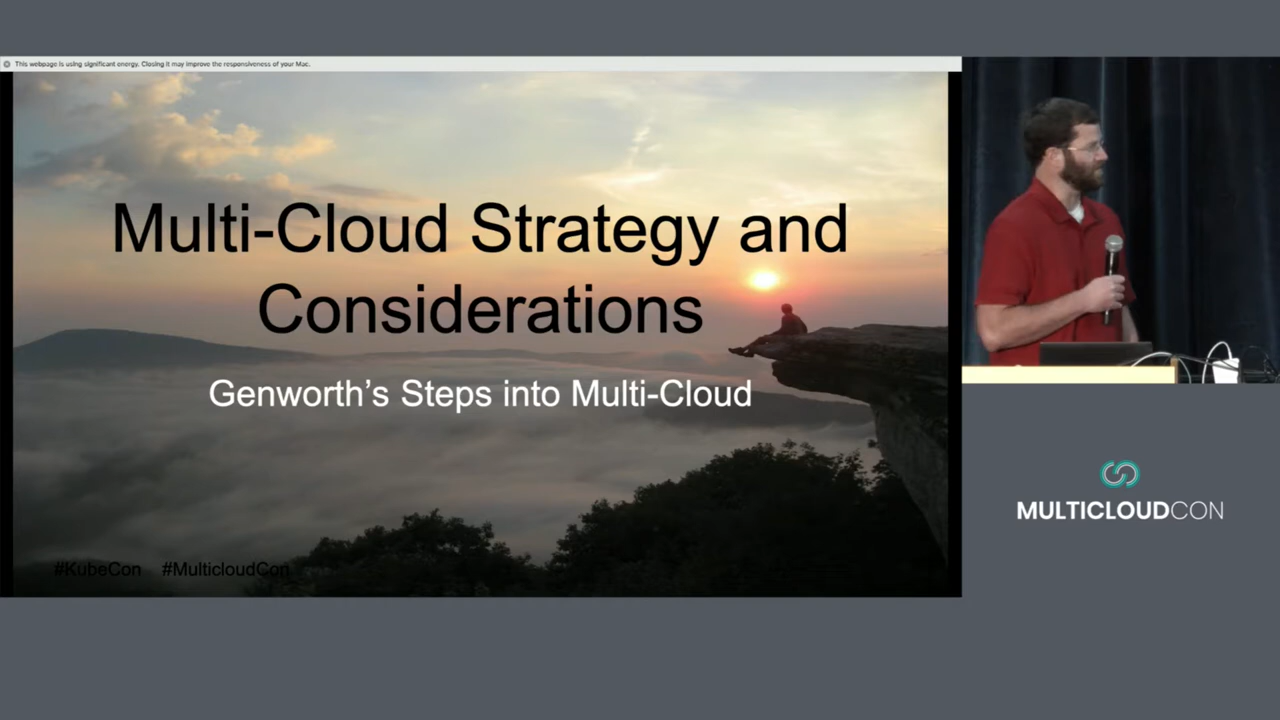 This webpage is using significant energy. Closing it may improve the responsiveness of your Mac.
Multi-Cloud Strategy and
Considerations
Genworth's Steps into Multi-Cloud
#KubeCon #MulticloudCon
MULTICLOUDCON